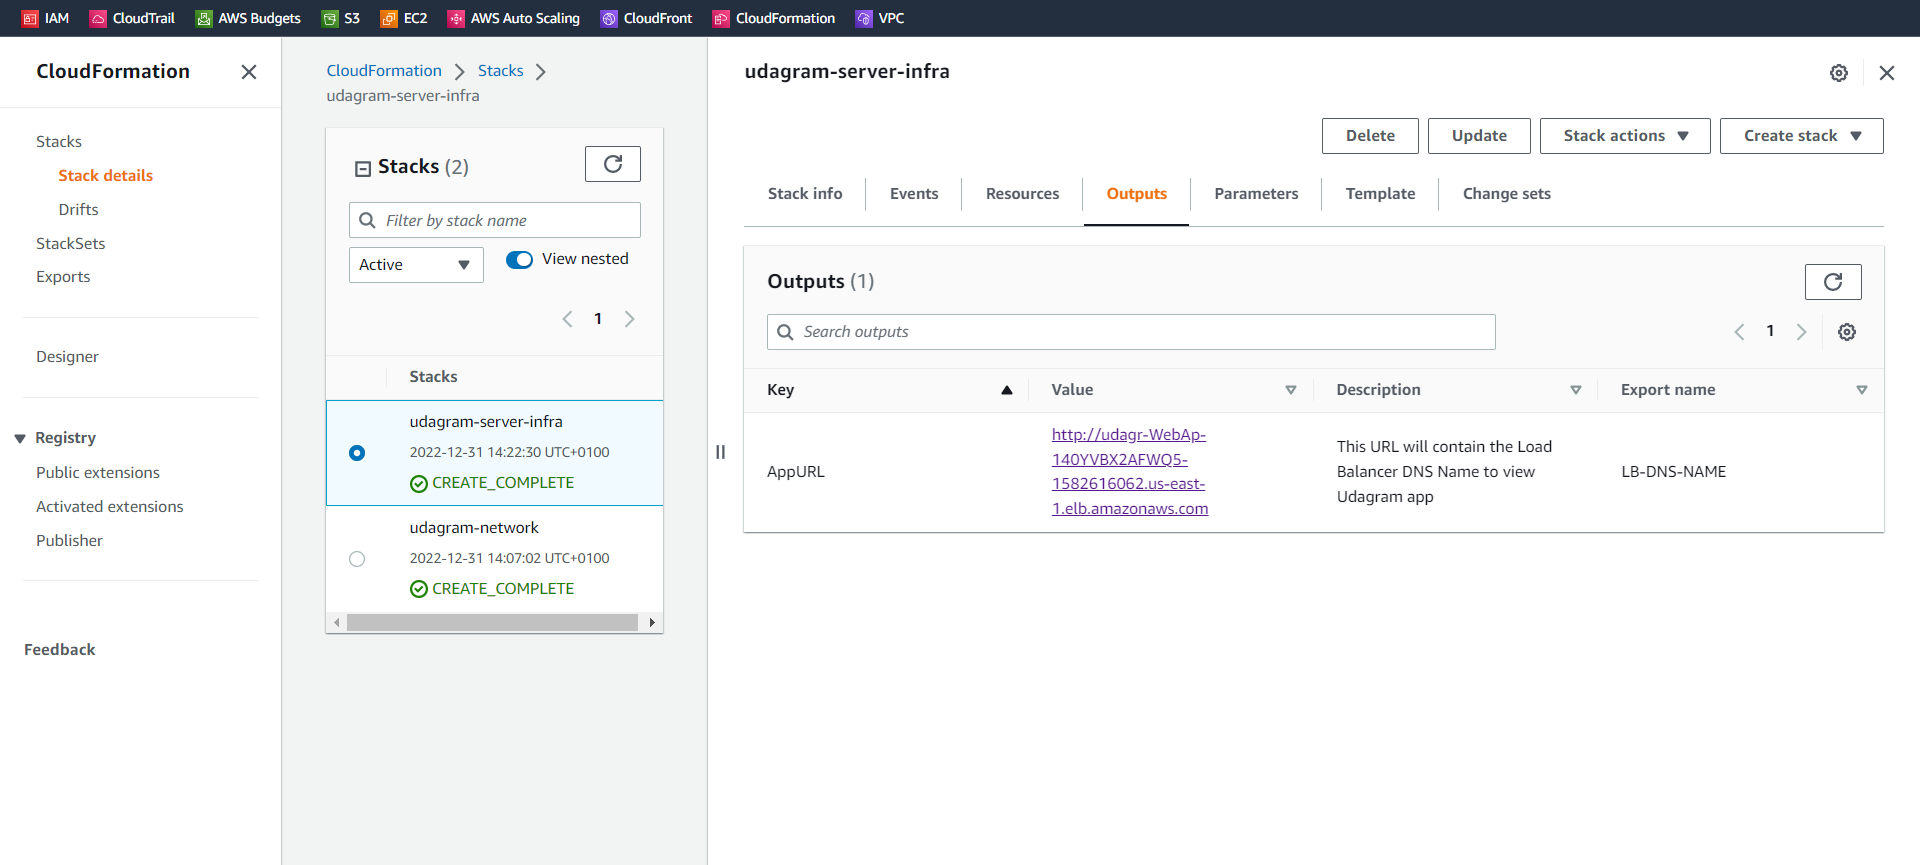 IAM CloudTrail AWS Budgets S3 EC2 AWS Auto Scaling CloudFront CloudFormation VPC
CloudFormation
Stacks
Stack details
Drifts
StackSets
Exports
Designer
Registry
Public extensions
Activated extensions
Publisher
Feedback
CloudFormation
Stacks
udagram-server-infra
Stacks (2)
Filter by stack name
Active
View nested
1
Stacks
udagram-server-infra
2022-12-31 14:22:30 UTC+0100
CREATE_COMPLETE
udagram-network
2022-12-31 14:07:02 UTC+0100
CREATE_COMPLETE
udagram-server-infra
Delete Update Stack actions Create stack
Stack info Events Resources Outputs Parameters Template Change sets
Outputs (1)
Search outputs
1
Key Value Description Export name
AppURL
http://udagr-WebAp-
140YVBX2AFWQ5-
1582616062.us-east-
1.elb.amazonaws.com
This URL will contain the Load
Balancer DNS Name to view
Udagram app
LB-DNS-NAME